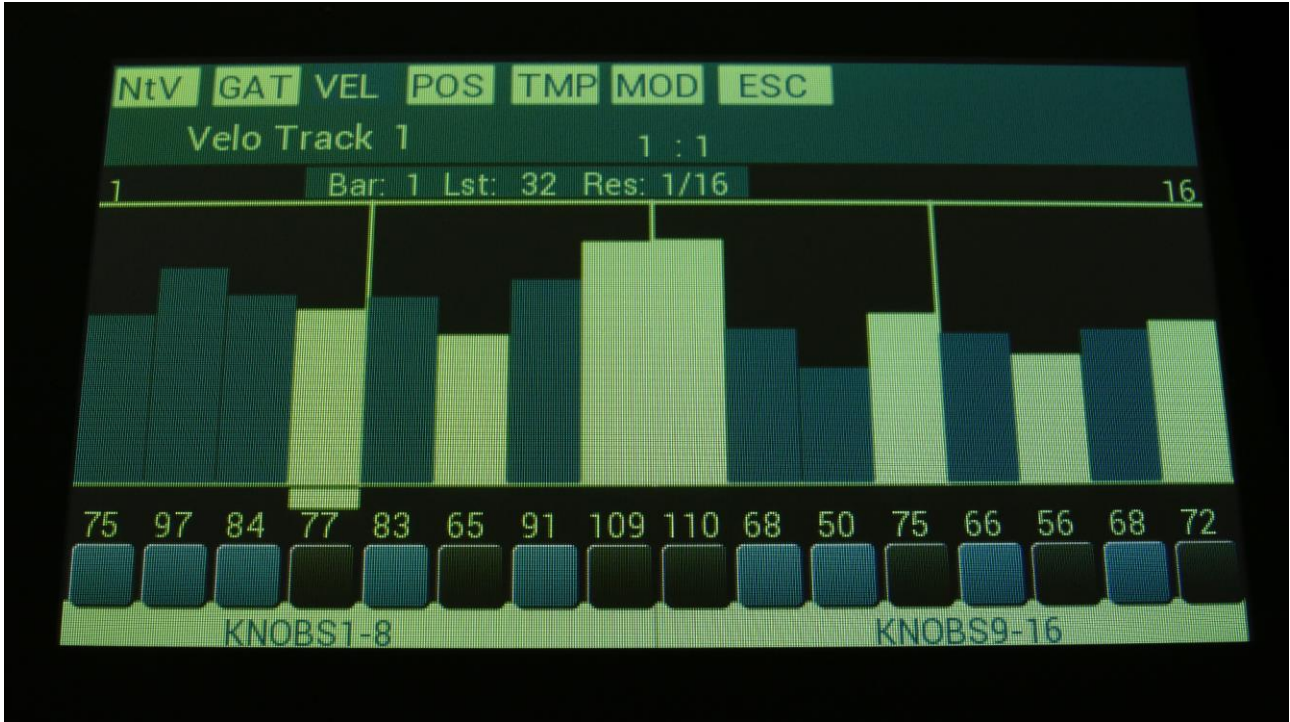 NtV GAT VEL POS TMP MOD ESC
Velo Track 1 1 : 1
1 Bar: 1 Lst: 32 Res: 1/16 16
75 97 84 77 83 65 91 109 110 68 50 75 66 56 68 72
KNOBS1-8 KNOBS9-16